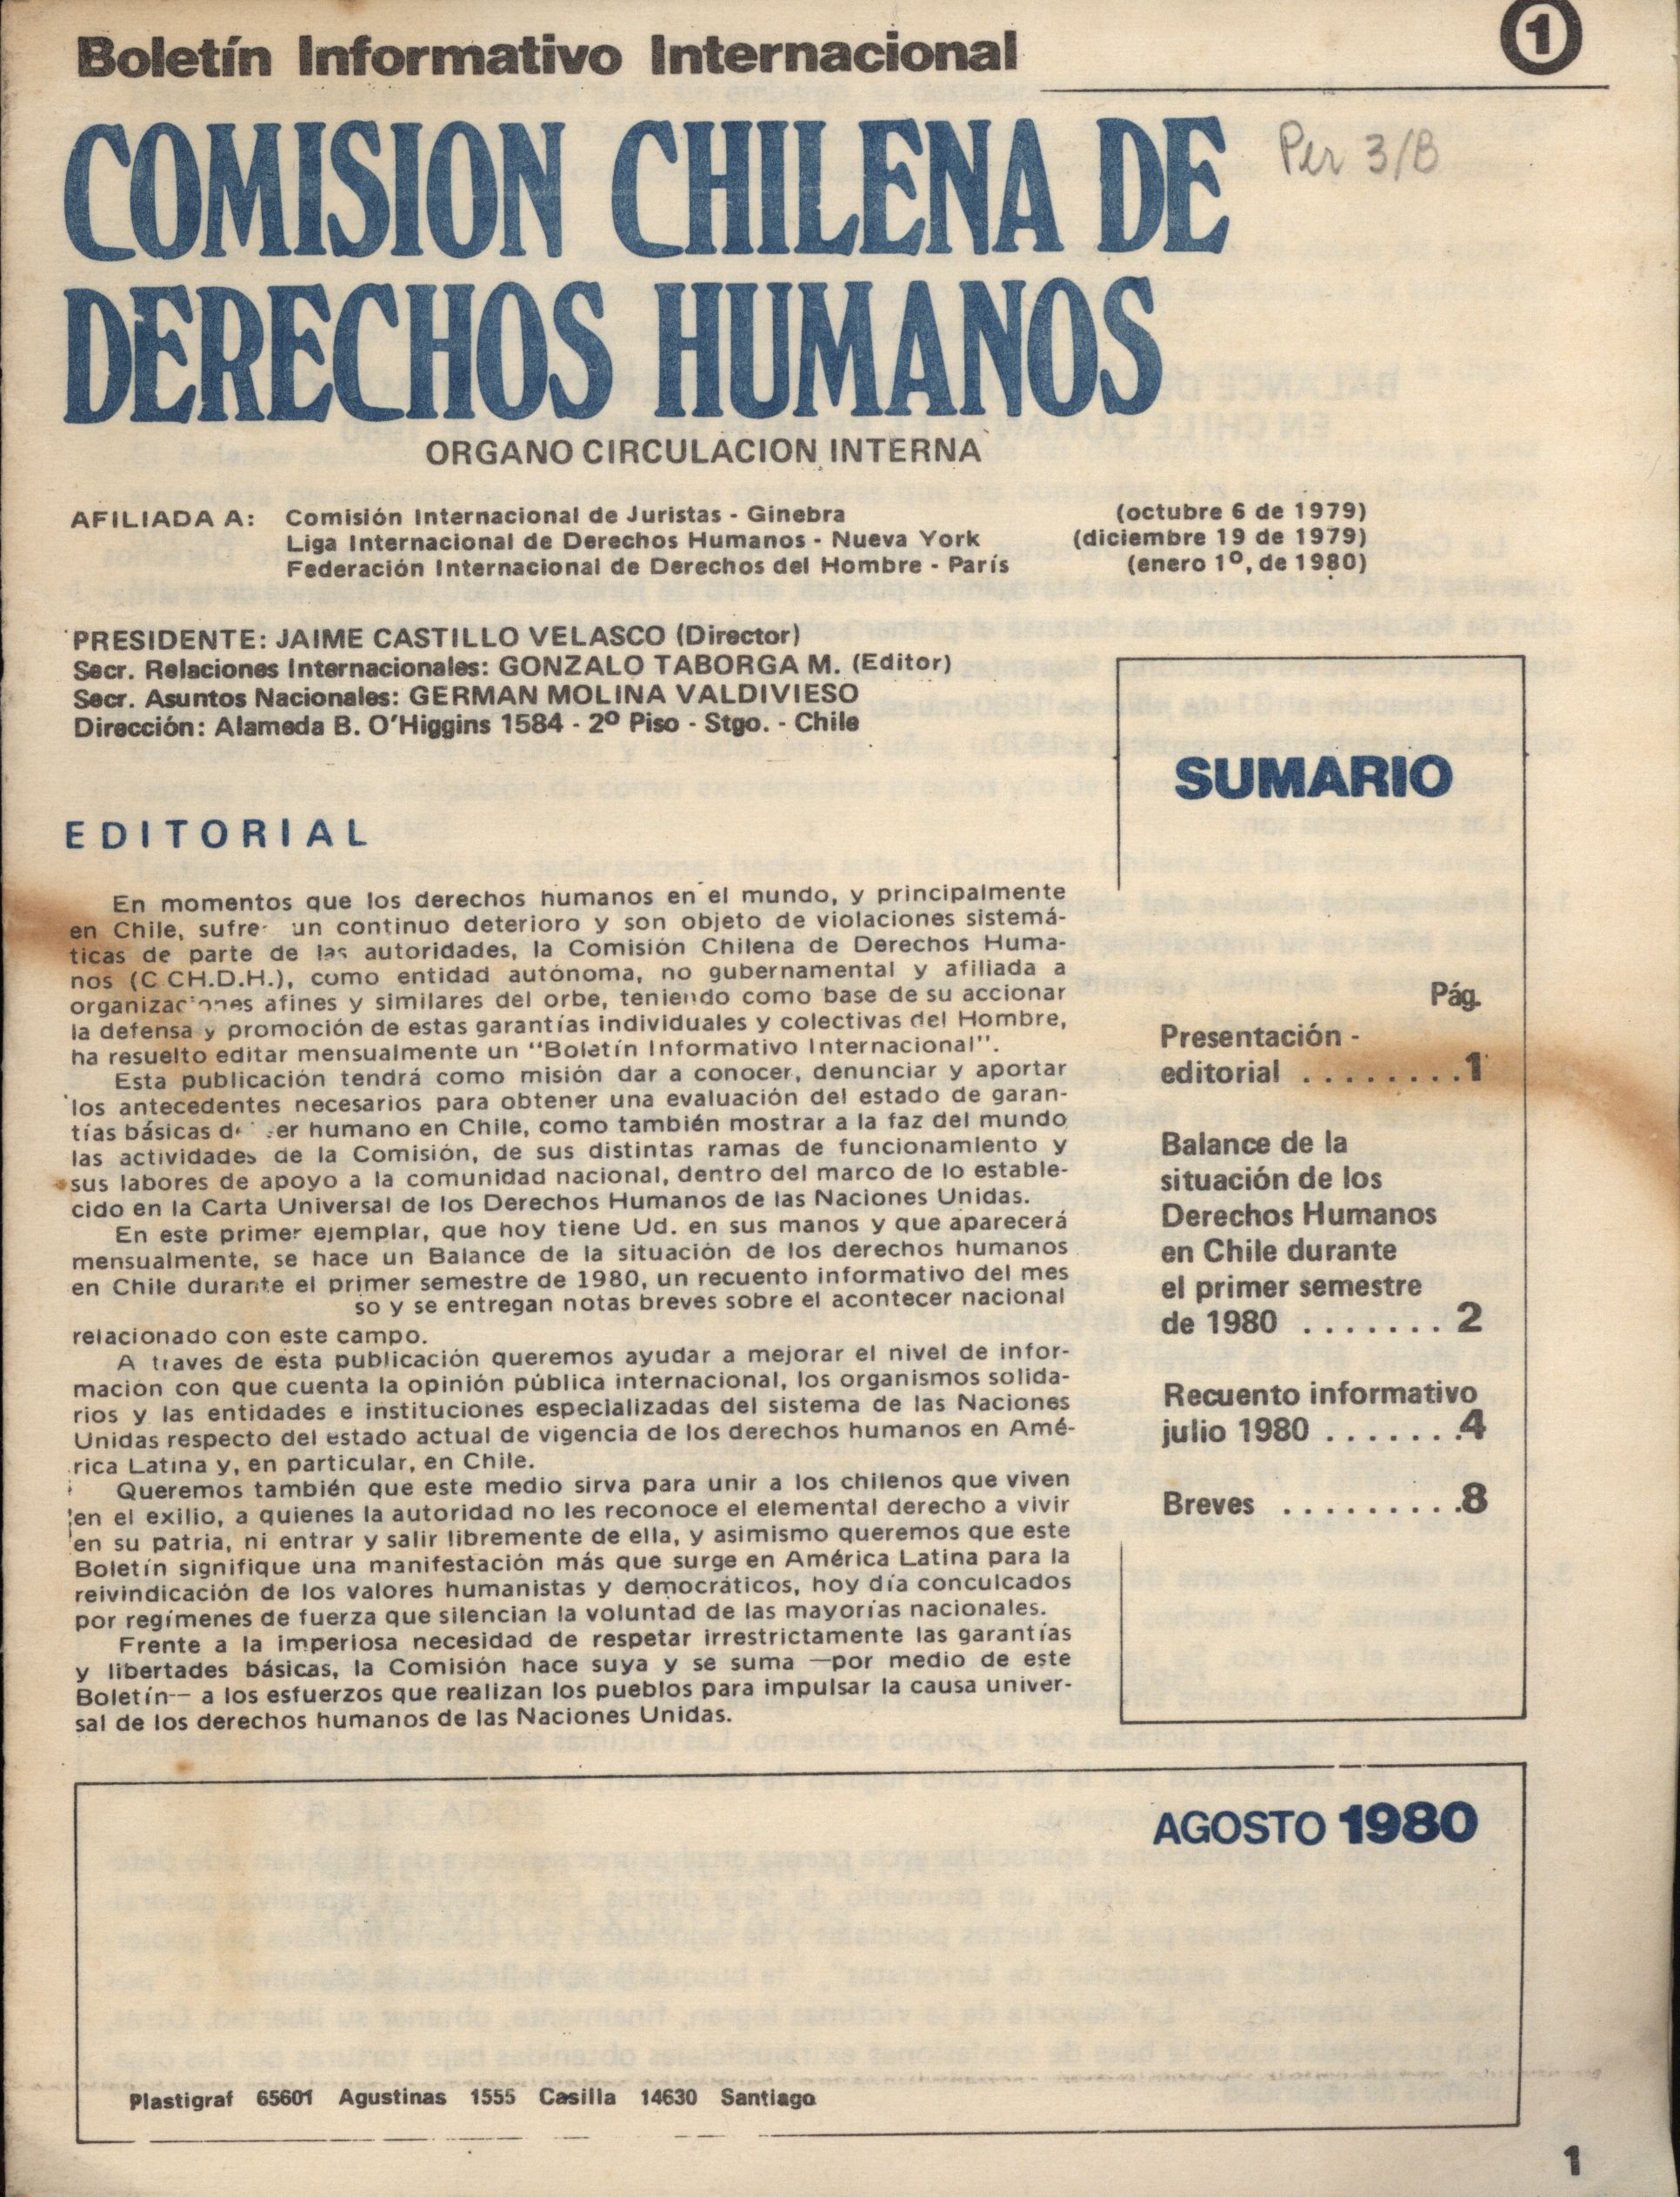 Boletín Informativo Internacional
1
COMISION CHILENA DE
DERECHOS HUMANOS
Per 3/B
ORGANO CIRCULACION INTERNA
AFILIADA A: Comisión Internacional de Juristas - Ginebra (octubre 6 de 1979)
Liga Internacional de Derechos Humanos - Nueva York (diciembre 19 de 1979)
Federación Internacional de Derechos del Hombre - París (enero 1º, de 1980)
PRESIDENTE: JAIME CASTILLO VELASCO (Director)
Secr. Relaciones Internacionales: GONZALO TABORGA M. (Editor)
Secr. Asuntos Nacionales: GERMAN MOLINA VALDIVIESO
Dirección: Alameda B. O'Higgins 1584 - 2º Piso - Stgo. - Chile
EDITORIAL
En momentos que los derechos humanos en el mundo, y principalmente
en Chile, sufre un continuo deterioro y son objeto de violaciones sistemá-
ticas de parte de las autoridades, la Comisión Chilena de Derechos Huma-
nos (C.CH.D.H.), como entidad autónoma, no gubernamental y afiliada a
organizaciones afines y similares del orbe, teniendo como base de su accionar
la defensa y promoción de estas garantías individuales y colectivas del Hombre,
ha resuelto editar mensualmente un "Boletín Informativo Internacional".
Esta publicación tendrá como misión dar a conocer, denunciar y aportar
los antecedentes necesarios para obtener una evaluación del estado de garan-
tías básicas d er humano en Chile, como también mostrar a la faz del mundo
las actividades de la Comisión, de sus distintas ramas de funcionamiento y
sus labores de apoyo a la comunidad nacional, dentro del marco de lo estable-
cido en la Carta Universal de los Derechos Humanos de las Naciones Unidas.
En este primer ejemplar, que hoy tiene Ud. en sus manos y que aparecerá
mensualmente, se hace un Balance de la situación de los derechos humanos
en Chile durante el primer semestre de 1980, un recuento informativo del mes
so y se entregan notas breves sobre el acontecer nacional
relacionado con este campo.
A traves de esta publicación queremos ayudar a mejorar el nivel de infor-
mación con que cuenta la opinión pública internacional, los organismos solida-
rios y las entidades e instituciones especializadas del sistema de las Naciones
Unidas respecto del estado actual de vigencia de los derechos humanos en Amé-
rica Latina y, en particular, en Chile.
Queremos también que este medio sirva para unir a los chilenos que viven
en el exilio, a quienes la autoridad no les reconoce el elemental derecho a vivir
en su patria, ni entrar y salir libremente de ella, y asimismo queremos que este
Boletín signifique una manifestación más que surge en América Latina para la
reivindicación de los valores humanistas y democráticos, hoy día conculcados
por regímenes de fuerza que silencian la voluntad de las mayorías nacionales.
Frente a la imperiosa necesidad de respetar irrestrictamente las garantías
y libertades básicas, la Comisión hace suya y se suma —por medio de este
Boletín— a los esfuerzos que realizan los pueblos para impulsar la causa univer-
sal de los derechos humanos de las Naciones Unidas.
SUMARIO
Pág.
Presentación -
editorial ........1
Balance de la
situación de los
Derechos Humanos
en Chile durante
el primer semestre
de 1980 ....... 2
Recuento informativo
julio 1980 .......4
Breves .........8
AGOSTO 1980
Plastigraf 65601 Agustinas 1555 Casilla 14630 Santiago
1